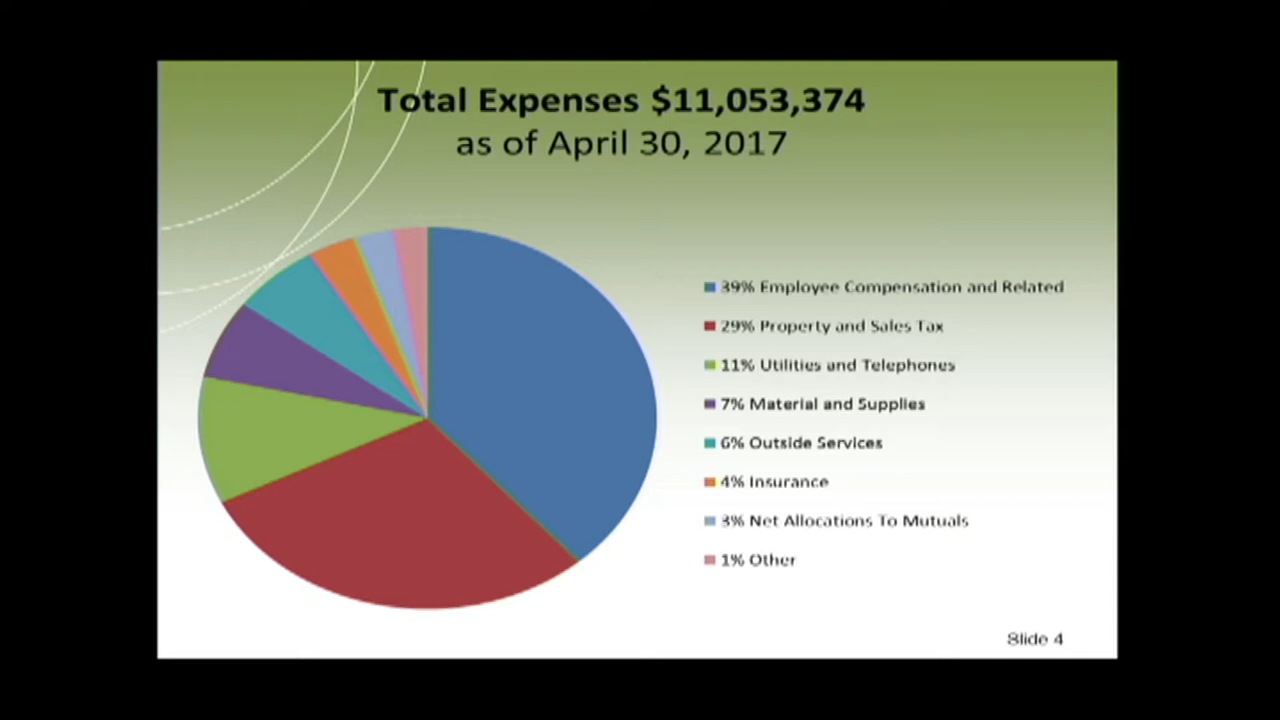 Total Expenses $11,053,374
as of April 30, 2017
39% Employee Compensation and Related
29% Property and Sales Tax
11% Utilities and Telephones
7% Material and Supplies
6% Outside Services
4% Insurance
3% Net Allocations To Mutuals
1% Other
Slide 4